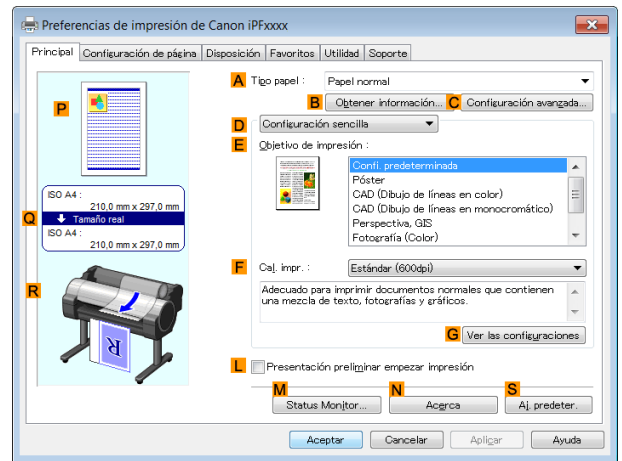 Preferencias de impresión de Canon iPFxxxx
Principal Configuración de página Disposición Favoritos Utilidad Soporte
P
A Tipo papel : Papel normal
B Obtener información... C Configuración avanzada...
D Configuración sencilla
E Objetivo de impresión :
Confi. predeterminada
Póster
CAD (Dibujo de líneas en color)
CAD (Dibujo de líneas en monocromático)
Perspectiva, GIS
Fotografía (Color)
ISO A4 :
210,0 mm x 297,0 mm
Q Tamaño real
ISO A4 :
210,0 mm x 297,0 mm
R
R
F Cal. impr. : Estándar (600dpi)
Adecuado para imprimir documentos normales que contienen
una mezcla de texto, fotografías y gráficos.
G Ver las configuraciones
L Presentación preliminar empezar impresión
M N S
Status Monitor... Acerca Aj. predeter.
Aceptar Cancelar Aplicar Ayuda